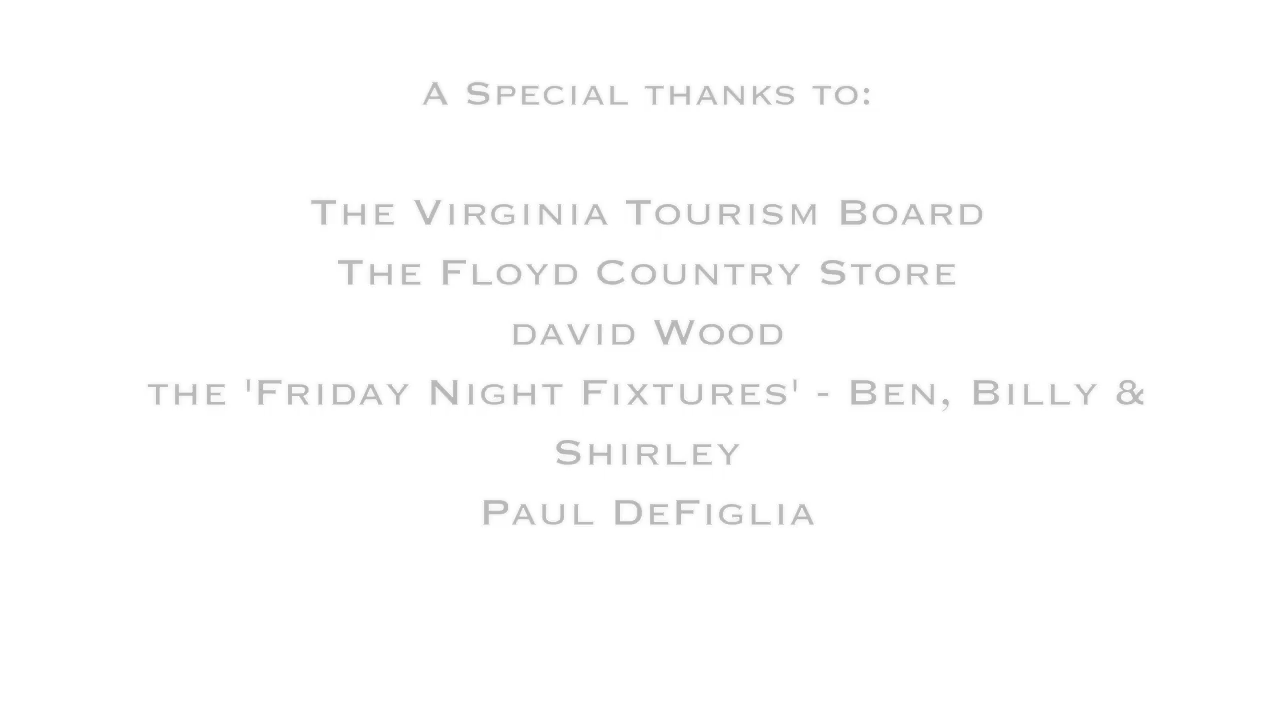 A Special thanks to:
The Virginia Tourism Board
The Floyd Country Store
david Wood
the 'Friday Night Fixtures' - Ben, Billy &
Shirley
Paul DeFiglia